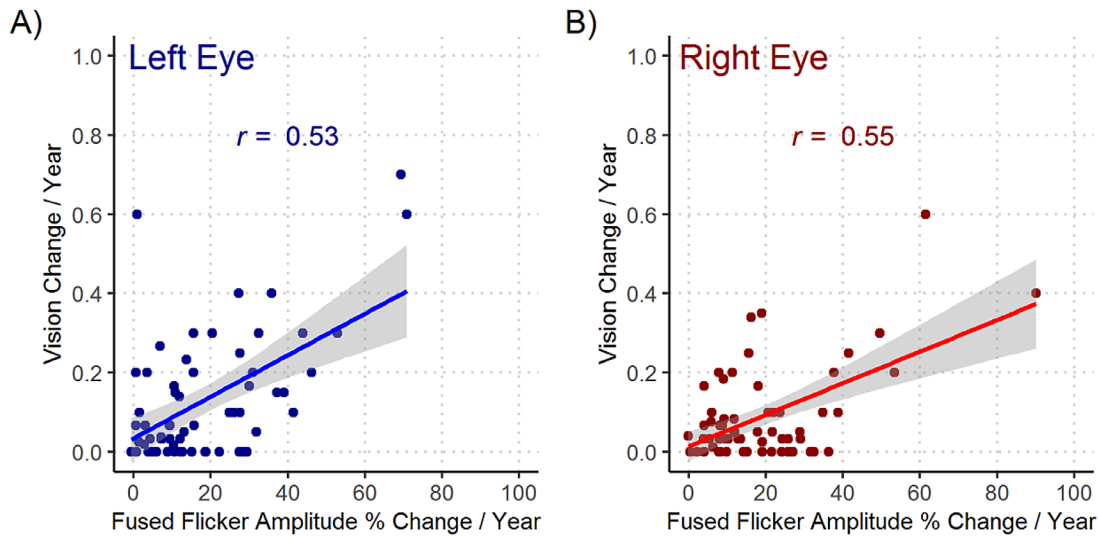 A)
Left Eye
r = 0.53
Vision Change / Year
1.0
0.8
0.6
0.4
0.2
0.0
0 20 40 60 80 100
Fused Flicker Amplitude % Change / Year
B)
Right Eye
r = 0.55
Vision Change / Year
1.0
0.8
0.6
0.4
0.2
0.0
0 20 40 60 80 100
Fused Flicker Amplitude % Change / Year